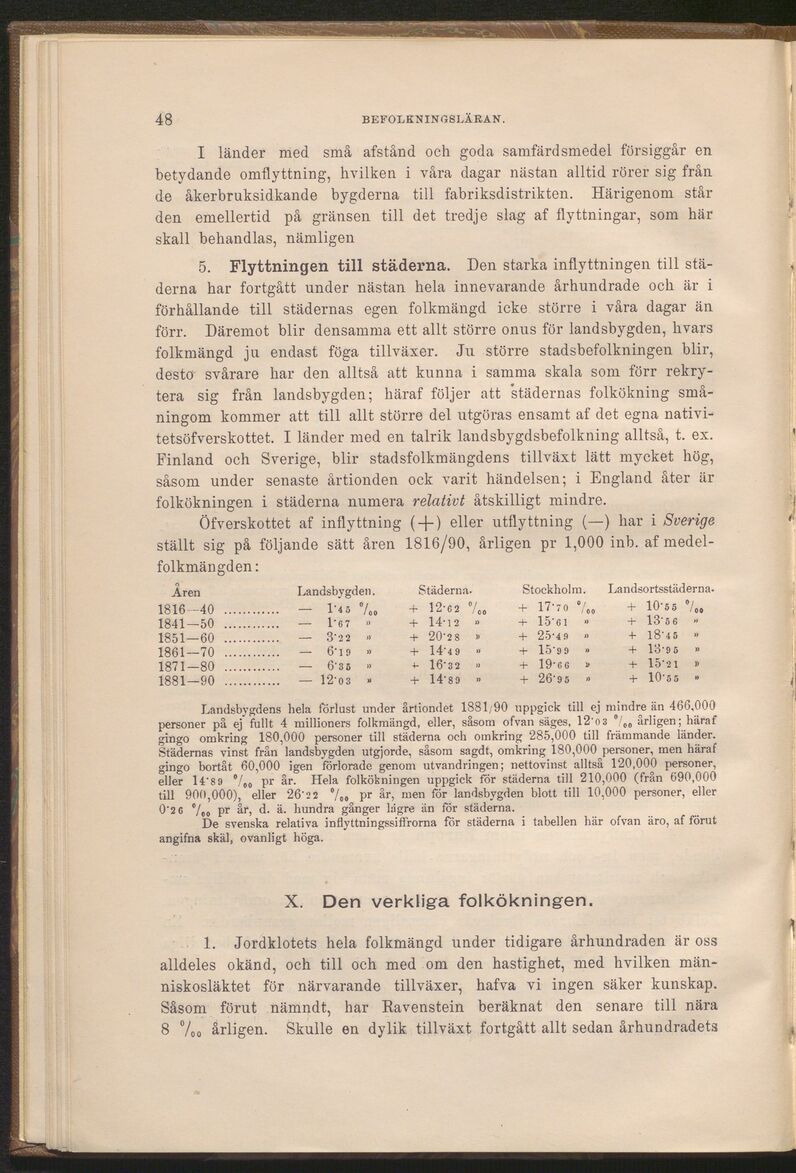 48 BEFOLKNINGSLÄRAN.
I länder med små afstånd och goda samfärdsmedel försiggår en
betydande omflyttning, hvilken i våra dagar nästan alltid rörer sig från
de åkerbruksidkande bygderna till fabriksdistrikten. Härigenom står
den emellertid på gränsen till det tredje slag af flyttningar, som här
skall behandlas, nämligen
5. Flyttningen till städerna. Den starka inflyttningen till stä-
derna har fortgått under nästan hela innevarande århundrade och är i
förhållande till städernas egen folkmängd icke större i våra dagar än
förr. Däremot blir densamma ett allt större onus för landsbygden, hvars
folkmängd ju endast föga tillväxer. Ju större stadsbefolkningen blir,
desto svårare har den alltså att kunna i samma skala som förr rekry-
tera sig från landsbygden; häraf följer att städernas folkökning små-
ningom kommer att till allt större del utgöras ensamt af det egna nativi-
tetsöfverskottet. I länder med en talrik landsbygdsbefolkning alltså, t. ex.
Finland och Sverige, blir stadsfolkmängdens tillväxt lätt mycket hög,
såsom under senaste årtionden ock varit händelsen; i England åter är
folkökningen i städerna numera relativt åtskilligt mindre.
Öfverskottet af inflyttning (+) eller utflyttning (—) har i Sverige
ställt sig på följande sätt åren 1816/90, årligen pr 1,000 inb. af medel-
folkmängden:
Åren Landsbygden. Städerna. Stockholm. Landsortsstäderna.
1816—40 ............ — 1·45 ‰ + 12·62 ‰ + 17·70 ‰ + 10·55 ‰
1841—50 ............ — 1·67 » + 14·12 » + 15·61 » + 13·56 »
1851—60 ............ — 3·22 » + 20·28 » + 25·49 » + 18·45 »
1861—70 ............ — 6·19 » + 14·49 » + 15·99 » + 13·95 »
1871—80 ............ — 6·35 » + 16·32 » + 19·66 » + 15·21 »
1881—90 ............ — 12·03 » + 14·89 » + 26·95 » + 10·55 »
Landsbygdens hela förlust under årtiondet 1881/90 uppgick till ej mindre än 466,000
personer på ej fullt 4 millioners folkmängd, eller, såsom ofvan säges, 12·03 ‰ årligen; häraf
gingo omkring 180,000 personer till städerna och omkring 285,000 till främmande länder.
Städernas vinst från landsbygden utgjorde, såsom sagdt, omkring 180,000 personer, men häraf
gingo bortåt 60,000 igen förlorade genom utvandringen; nettovinst alltså 120,000 personer,
eller 14·89 ‰ pr år. Hela folkökningen uppgick för städerna till 210,000 (från 690,000
till 900,000), eller 26·22 ‰ pr år, men för landsbygden blott till 10,000 personer, eller
0·26 ‰ pr år, d. ä. hundra gånger lägre än för städerna.
De svenska relativa inflyttningssiffrorna för städerna i tabellen här ofvan äro, af förut
angifna skäl, ovanligt höga.
X. Den verkliga folkökningen.
1. Jordklotets hela folkmängd under tidigare århundraden är oss
alldeles okänd, och till och med om den hastighet, med hvilken män-
niskosläktet för närvarande tillväxer, hafva vi ingen säker kunskap.
Såsom förut nämndt, har Ravenstein beräknat den senare till nära
8 ‰ årligen. Skulle en dylik tillväxt fortgått allt sedan århundradets